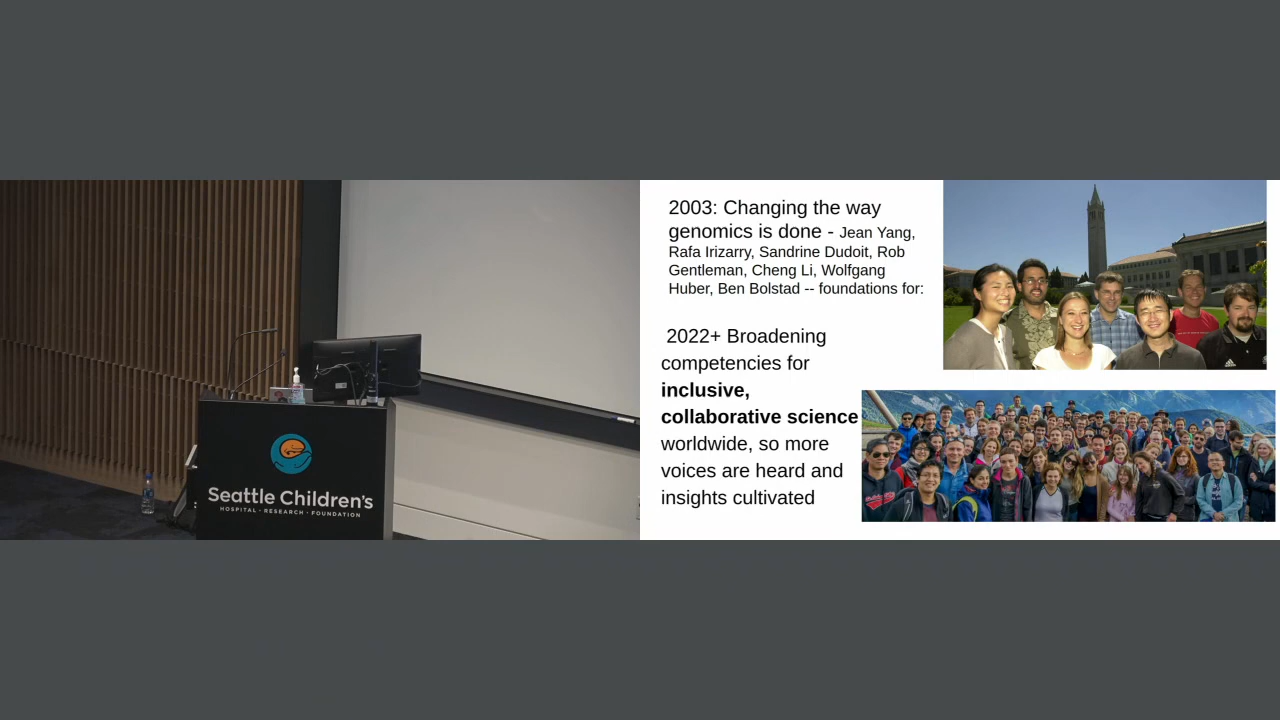 Seattle Children's
HOSPITAL · RESEARCH · FOUNDATION
2003: Changing the way
genomics is done - Jean Yang,
Rafa Irizarry, Sandrine Dudoit, Rob
Gentleman, Cheng Li, Wolfgang
Huber, Ben Bolstad -- foundations for:
2022+ Broadening
competencies for
inclusive,
collaborative science
worldwide, so more
voices are heard and
insights cultivated